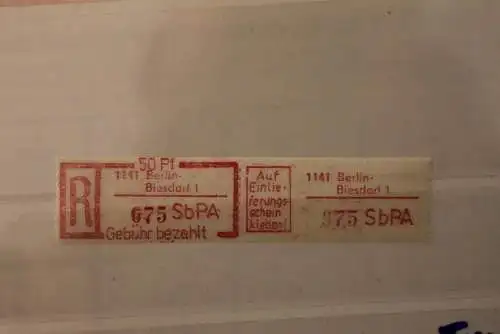 50 Pf
R
1141 Berlin-
Biesdorf 1
675 SbPA
Gebühr bezahlt
Auf
Einlie-
ferungs-
schein
kleben!
1141 Berlin-
Biesdorf 1
675 SbPA